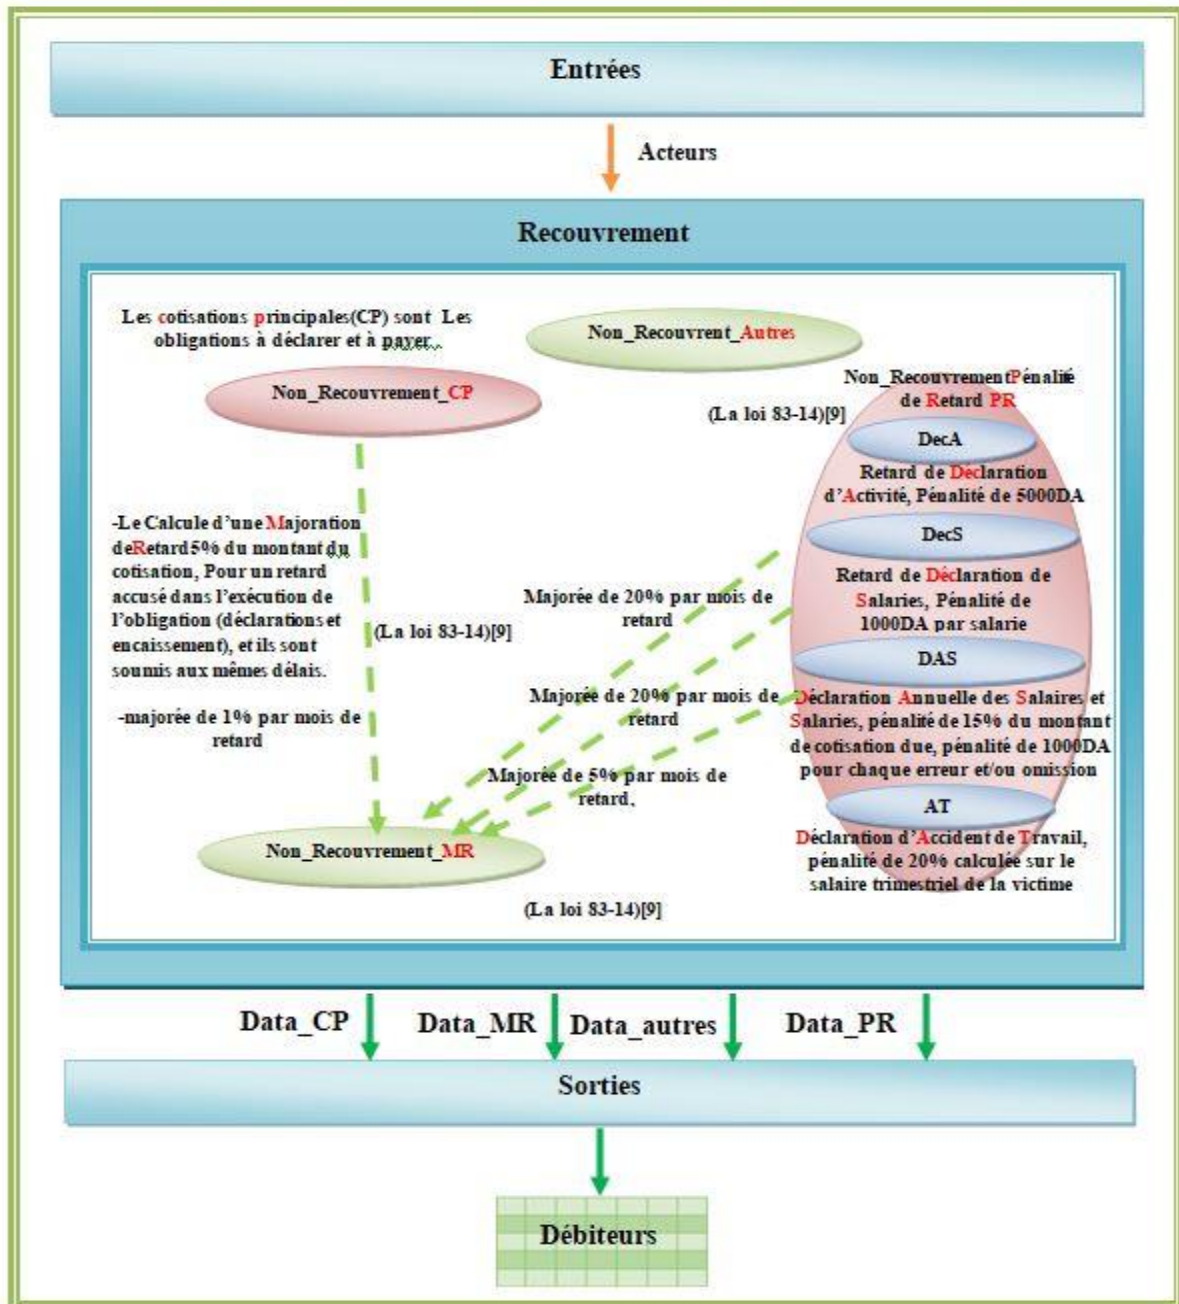 Entrées
Acteurs
Recouvrement
Les cotisations principales(CP) sont Les
obligations à déclarer et à payer
Non_Recouvrent_Autres
Non_Recouvrement_CP
Non_RecouvrementPénalité
de Retard PR
(La loi 83-14)[9]
DecA
Retard de Déclaration
d'Activité, Pénalité de 5000DA
-Le Calcule d'une Majoration
deRetard5% du montant du
cotisation, Pour un retard
accusé dans l'exécution de
l'obligation (déclarations et
encaissement), et ils sont
soumis aux mêmes délais.
-majorée de 1% par mois de
retard
(La loi 83-14)[9]
DecS
Retard de Déclaration de
Salaries, Pénalité de
1000DA par salarie
Majorée de 20% par mois de
retard
DAS
Majorée de 20% par mois de
retard
Déclaration Annuelle des Salaires et
Salaries, pénalité de 15% du montant
de cotisation due, pénalité de 1000DA
pour chaque erreur et/ou omission
Majorée de 5% par mois de
retard.
AT
Déclaration d'Accident de Travail,
pénalité de 20% calculée sur le
salaire trimestriel de la victime
Non_Recouvrement_MR
(La loi 83-14)[9]
Data_CP
Data_MR
Data_autres
Data_PR
Sorties
Débiteurs